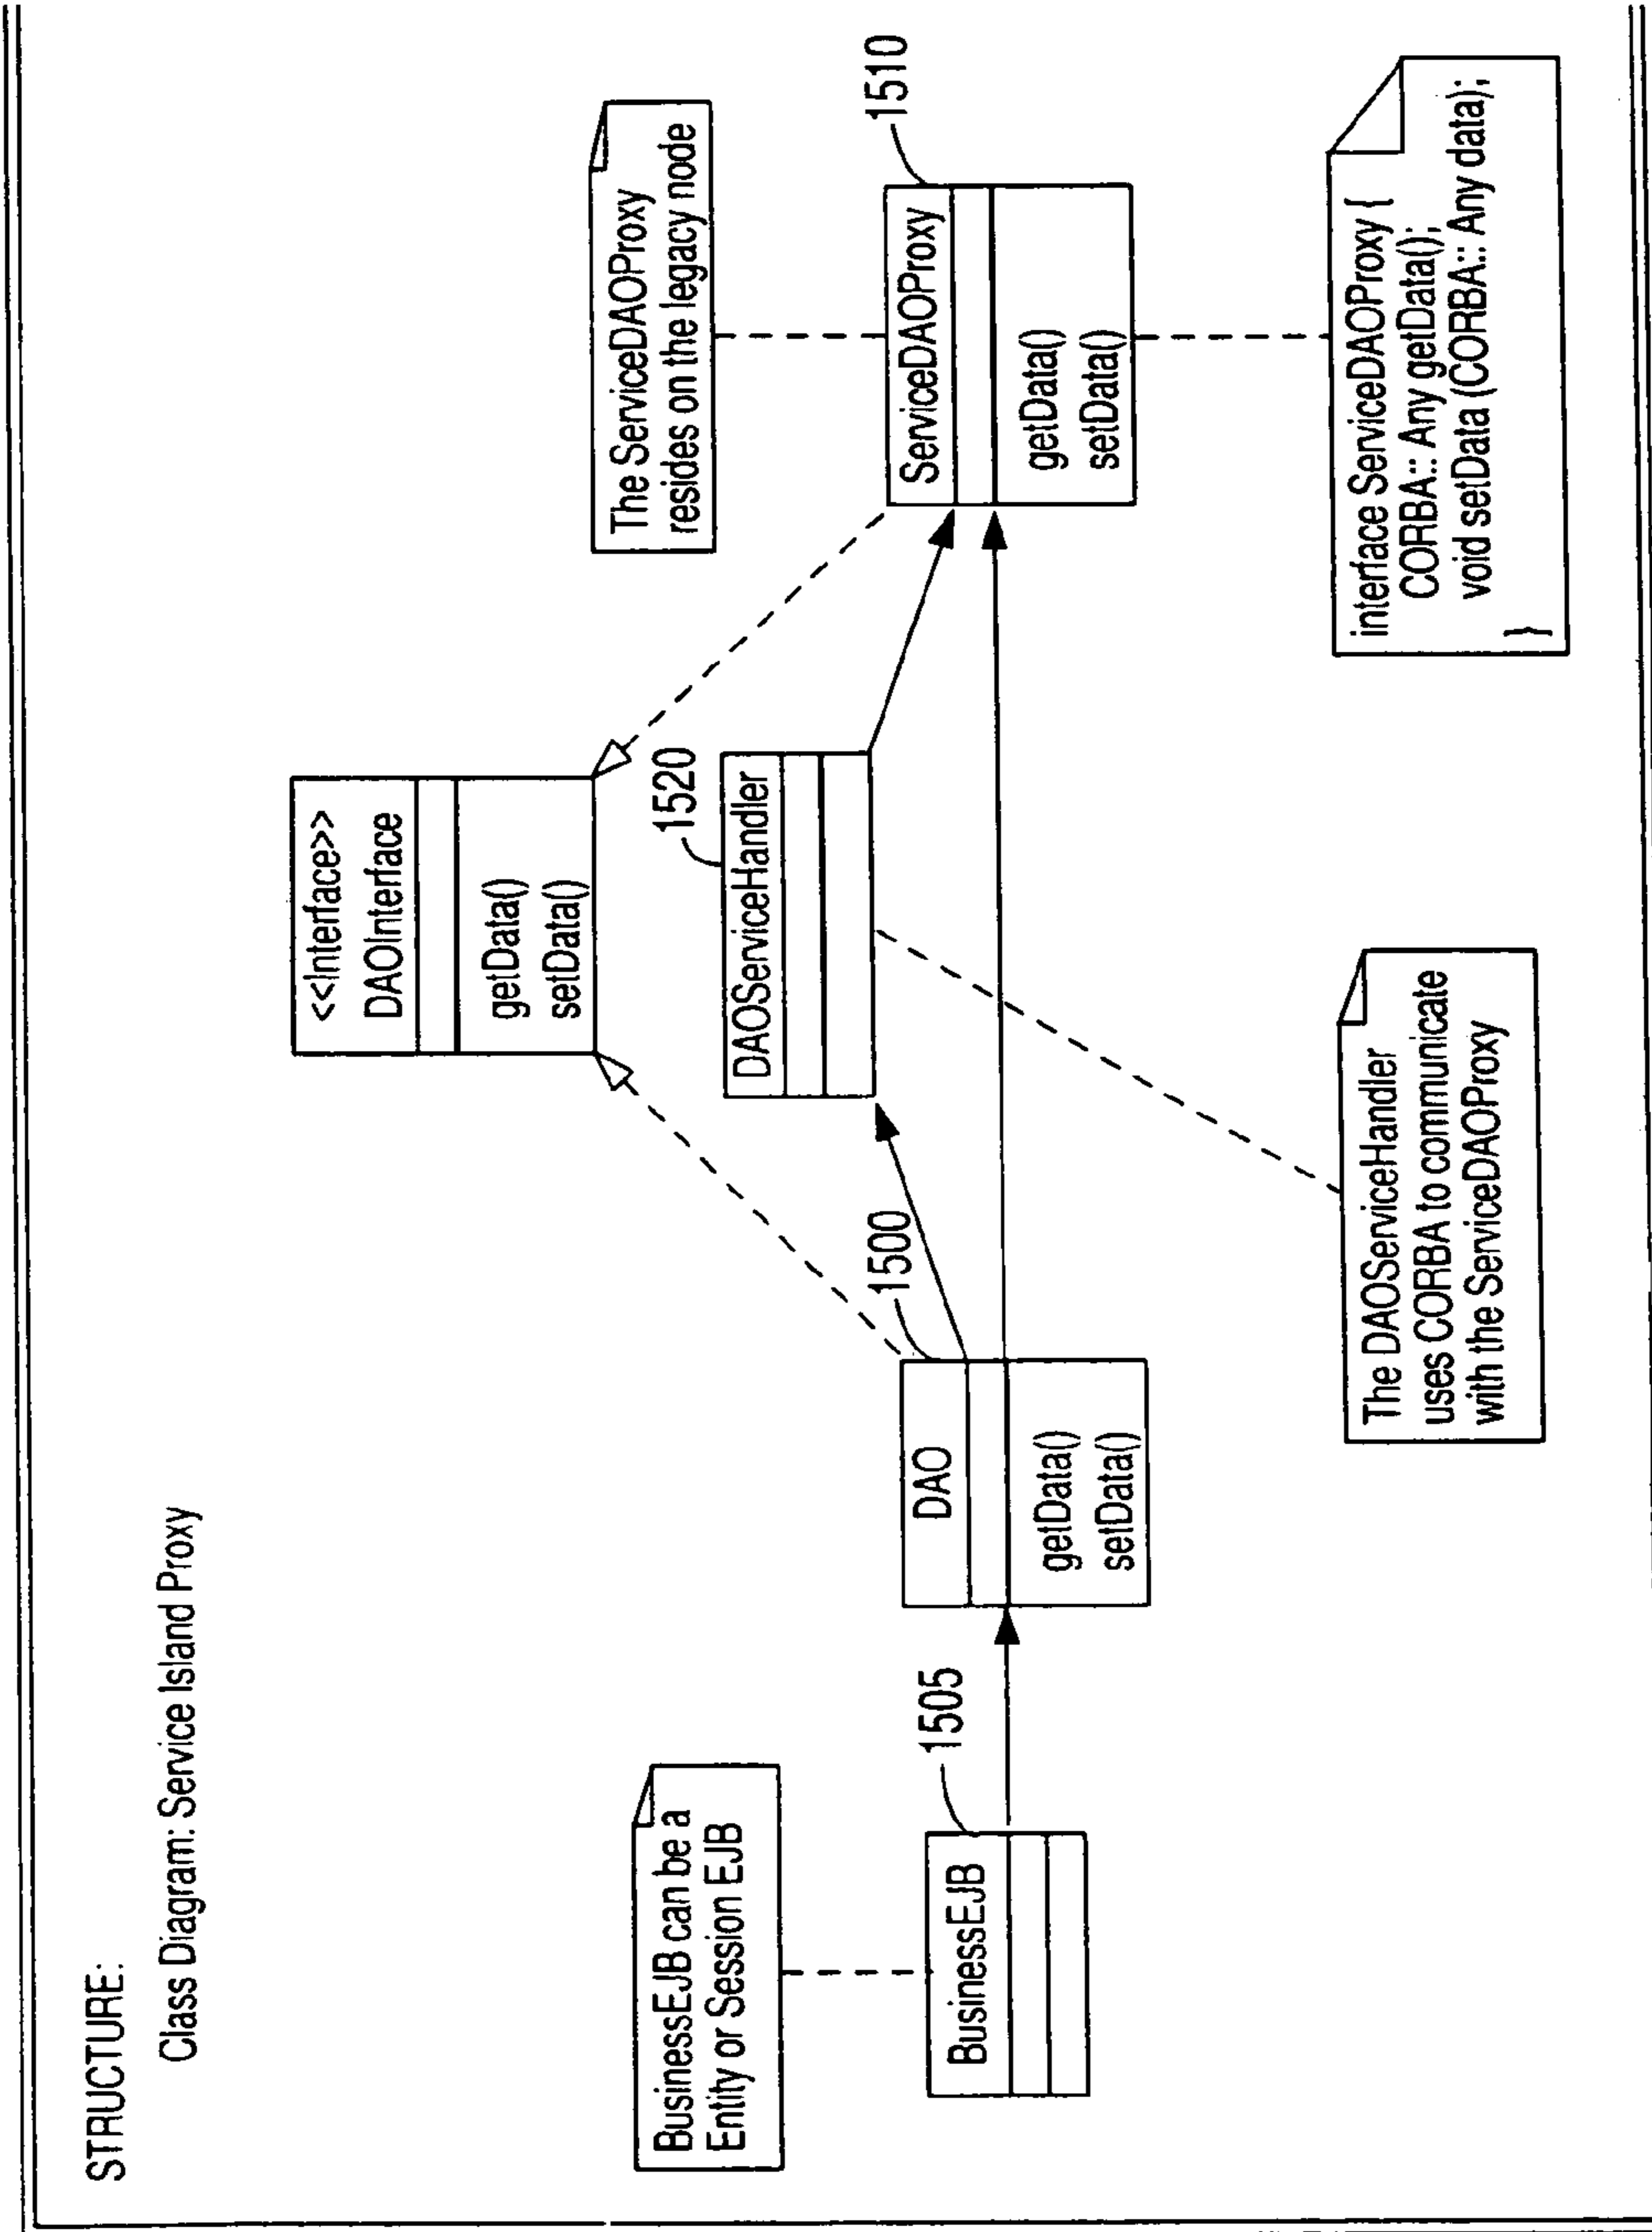 STRUCTURE:
Class Diagram: Service Island Proxy
<<Interface>>
DAOInterface
getData()
setData()
The ServiceDAOProxy
resides on the legacy node
BusinessEJB can be a
Entity or Session EJB
1520
DAOServiceHandler
1505
BusinessEJB
1500
DAO
getData()
setData()
1510
ServiceDAOProxy
getData()
setData()
The DAOServiceHandler
uses CORBA to communicate
with the ServiceDAOProxy
interface ServiceDAOProxy {
CORBA:: Any getData();
void setData (CORBA:: Any data);
}